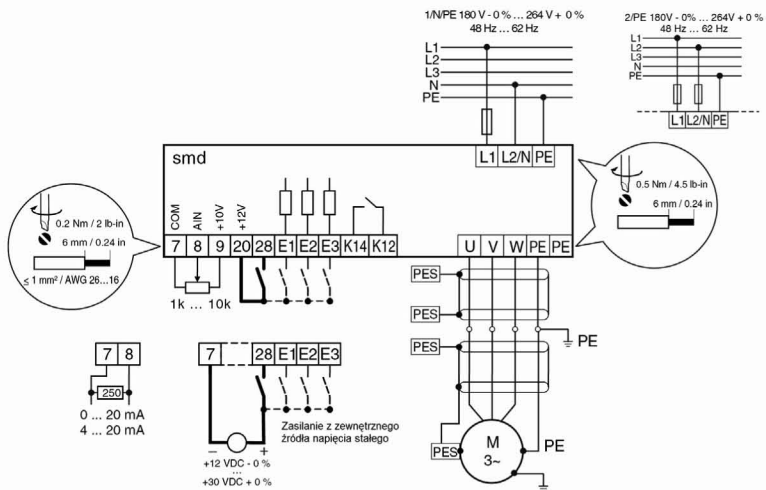 1/N/PE 180 V - 0 % ... 264 V + 0 %
48 Hz ... 62 Hz
L1
L2
L3
N
PE
2/PE 180V - 0% ... 264V + 0 %
48 Hz ... 62 Hz
L1
L2
L3
N
PE
L1 L2/N PE
smd
L1 L2/N PE
0.2 Nm / 2 lb-in
6 mm / 0.24 in
≤ 1 mm² / AWG 26...16
0.5 Nm / 4.5 lb-in
6 mm / 0.24 in
COM AIN +10V +12V
7 8 9 20 28 E1 E2 E3 K14 K12
U V W PE PE
1k ... 10k
PES
PES
PES
PE
7 8
250
0 ... 20 mA
4 ... 20 mA
7 28 E1 E2 E3
Zasilanie z zewnętrznego
źródła napięcia stałego
– +
+12 VDC - 0 %
...
+30 VDC + 0 %
PES
M
3~
PE